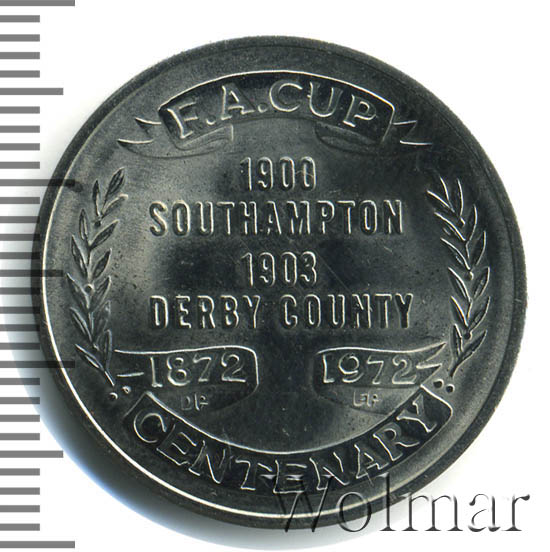 F.A.CUP
1900
SOUTHAMPTON
1903
DERBY COUNTY
1872 1972
CENTENARY
Wolmar